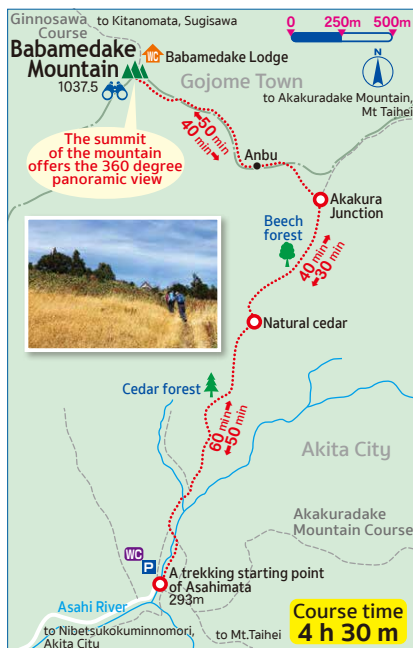 Ginnosawa
Course
to Kitanomata, Sugisawa
0 250m 500m
N
Babamedake
Mountain
1037.5
WC
Babamedake Lodge
Gojome Town
to Akakuradake Mountain,
Mt Taihei
The summit
of the mountain
offers the 360 degree
panoramic view
50 min
40 min
Anbu
Akakura
Junction
Beech
forest
40 min
30 min
Natural cedar
Cedar forest
60 min
50 min
Akita City
Akakuradake
Mountain Course
WC
P
A trekking starting point
of Asahimata
293m
Asahi River
to Nibetsukokuminnomori,
Akita City
to Mt.Taihei
Course time
4 h 30 m